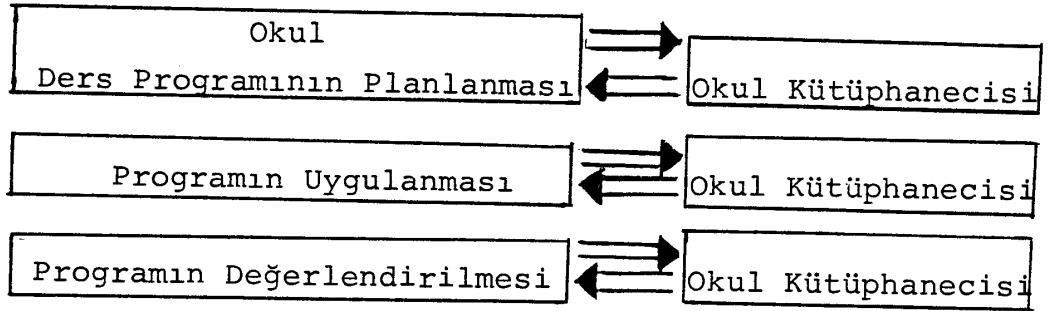 Okul
Ders Programının Planlanması
Okul Kütüphanecisi
Programın Uygulanması
Okul Kütüphanecisi
Programın Değerlendirilmesi
Okul Kütüphanecisi